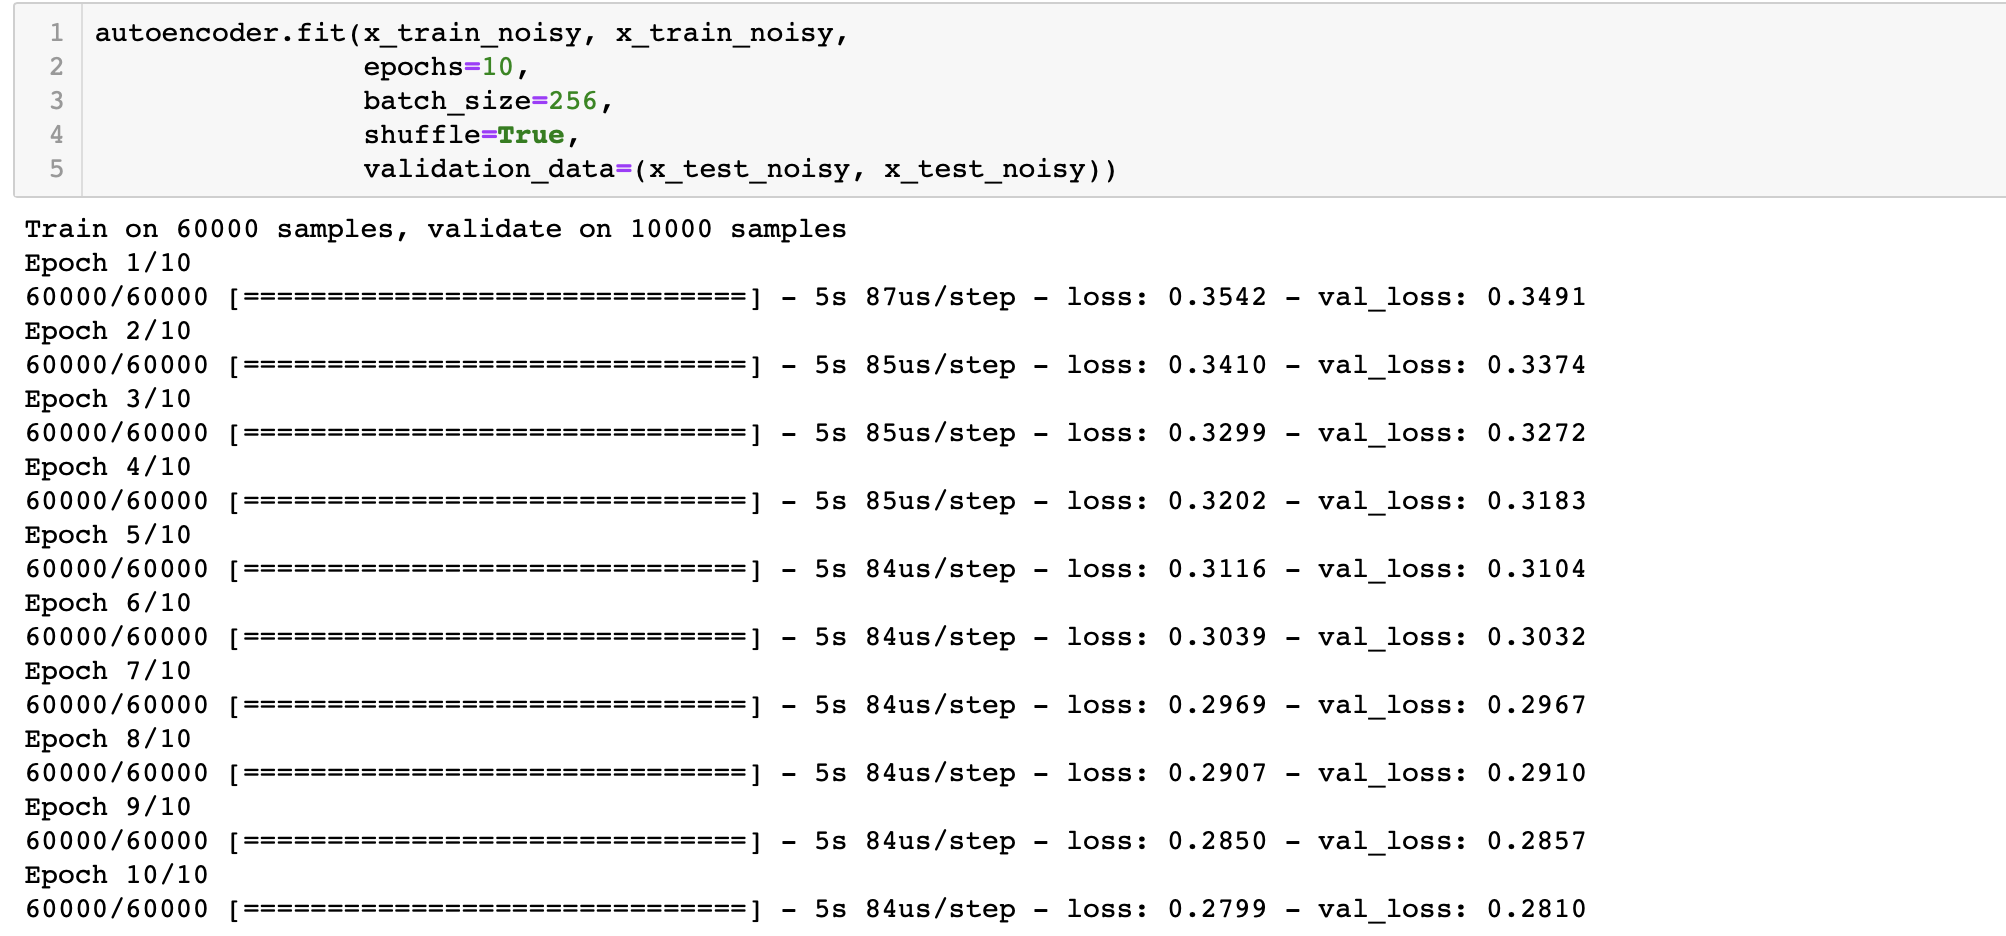 1 autoencoder.fit(x_train_noisy, x_train_noisy,
2 epochs=10,
3 batch_size=256,
4 shuffle=True,
5 validation_data=(x_test_noisy, x_test_noisy))
Train on 60000 samples, validate on 10000 samples
Epoch 1/10
60000/60000 [==============================] - 5s 87us/step - loss: 0.3542 - val_loss: 0.3491
Epoch 2/10
60000/60000 [==============================] - 5s 85us/step - loss: 0.3410 - val_loss: 0.3374
Epoch 3/10
60000/60000 [==============================] - 5s 85us/step - loss: 0.3299 - val_loss: 0.3272
Epoch 4/10
60000/60000 [==============================] - 5s 85us/step - loss: 0.3202 - val_loss: 0.3183
Epoch 5/10
60000/60000 [==============================] - 5s 84us/step - loss: 0.3116 - val_loss: 0.3104
Epoch 6/10
60000/60000 [==============================] - 5s 84us/step - loss: 0.3039 - val_loss: 0.3032
Epoch 7/10
60000/60000 [==============================] - 5s 84us/step - loss: 0.2969 - val_loss: 0.2967
Epoch 8/10
60000/60000 [==============================] - 5s 84us/step - loss: 0.2907 - val_loss: 0.2910
Epoch 9/10
60000/60000 [==============================] - 5s 84us/step - loss: 0.2850 - val_loss: 0.2857
Epoch 10/10
60000/60000 [==============================] - 5s 84us/step - loss: 0.2799 - val_loss: 0.2810